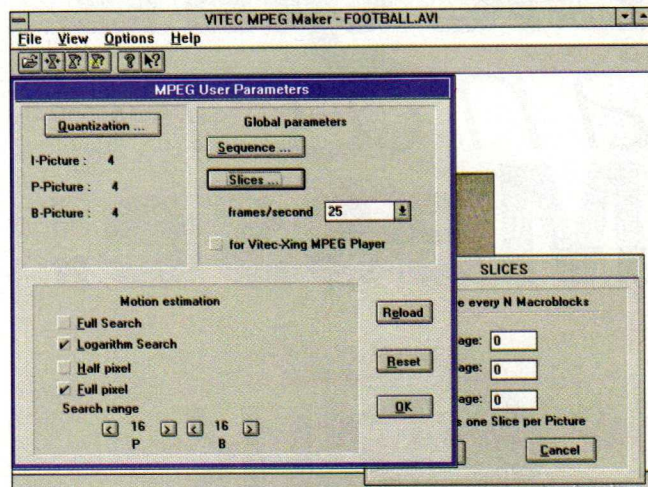 VITEC MPEG Maker - FOOTBALL.AVI
File View Options Help
MPEG User Parameters
Quantization ...
I-Picture : 4
P-Picture : 4
B-Picture : 4
Global parameters
Sequence ...
Slices ...
frames/second 25
for Vitec-Xing MPEG Player
Motion estimation
Full Search
Logarithm Search
Half pixel
Full pixel
Search range
< 16 > < 16 >
P B
Reload
Reset
OK
SLICES
e every N Macroblocks
age: 0
age: 0
age: 0
s one Slice per Picture
Cancel